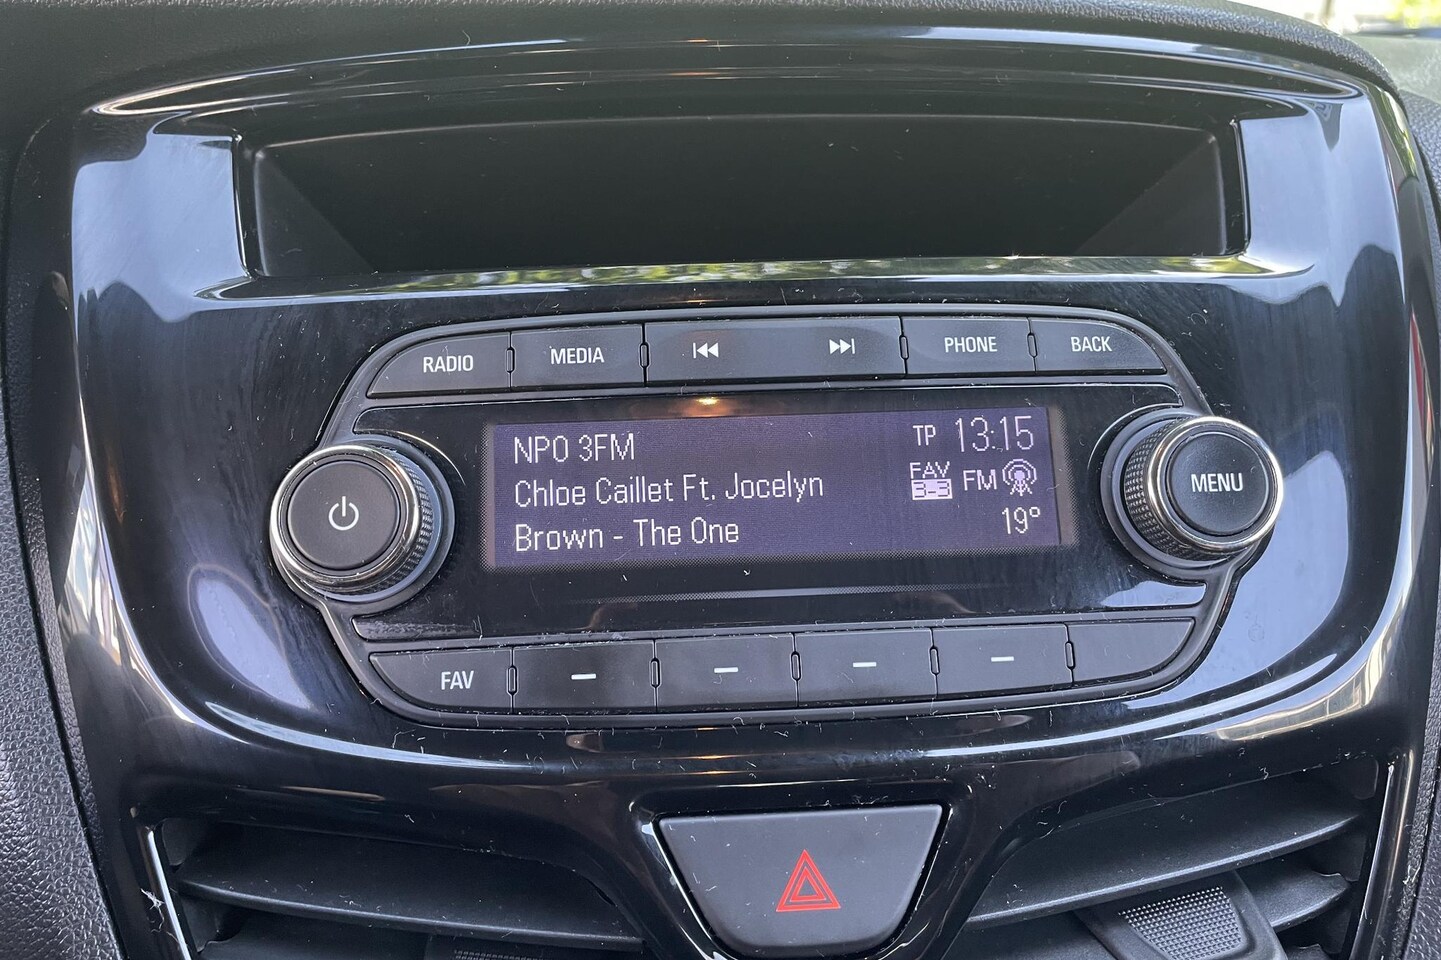 RADIO MEDIA PHONE BACK
NPO 3FM TP 13:15
Chloe Caillet Ft. Jocelyn FAV FM
3-3
Brown - The One 19°
MENU
FAV